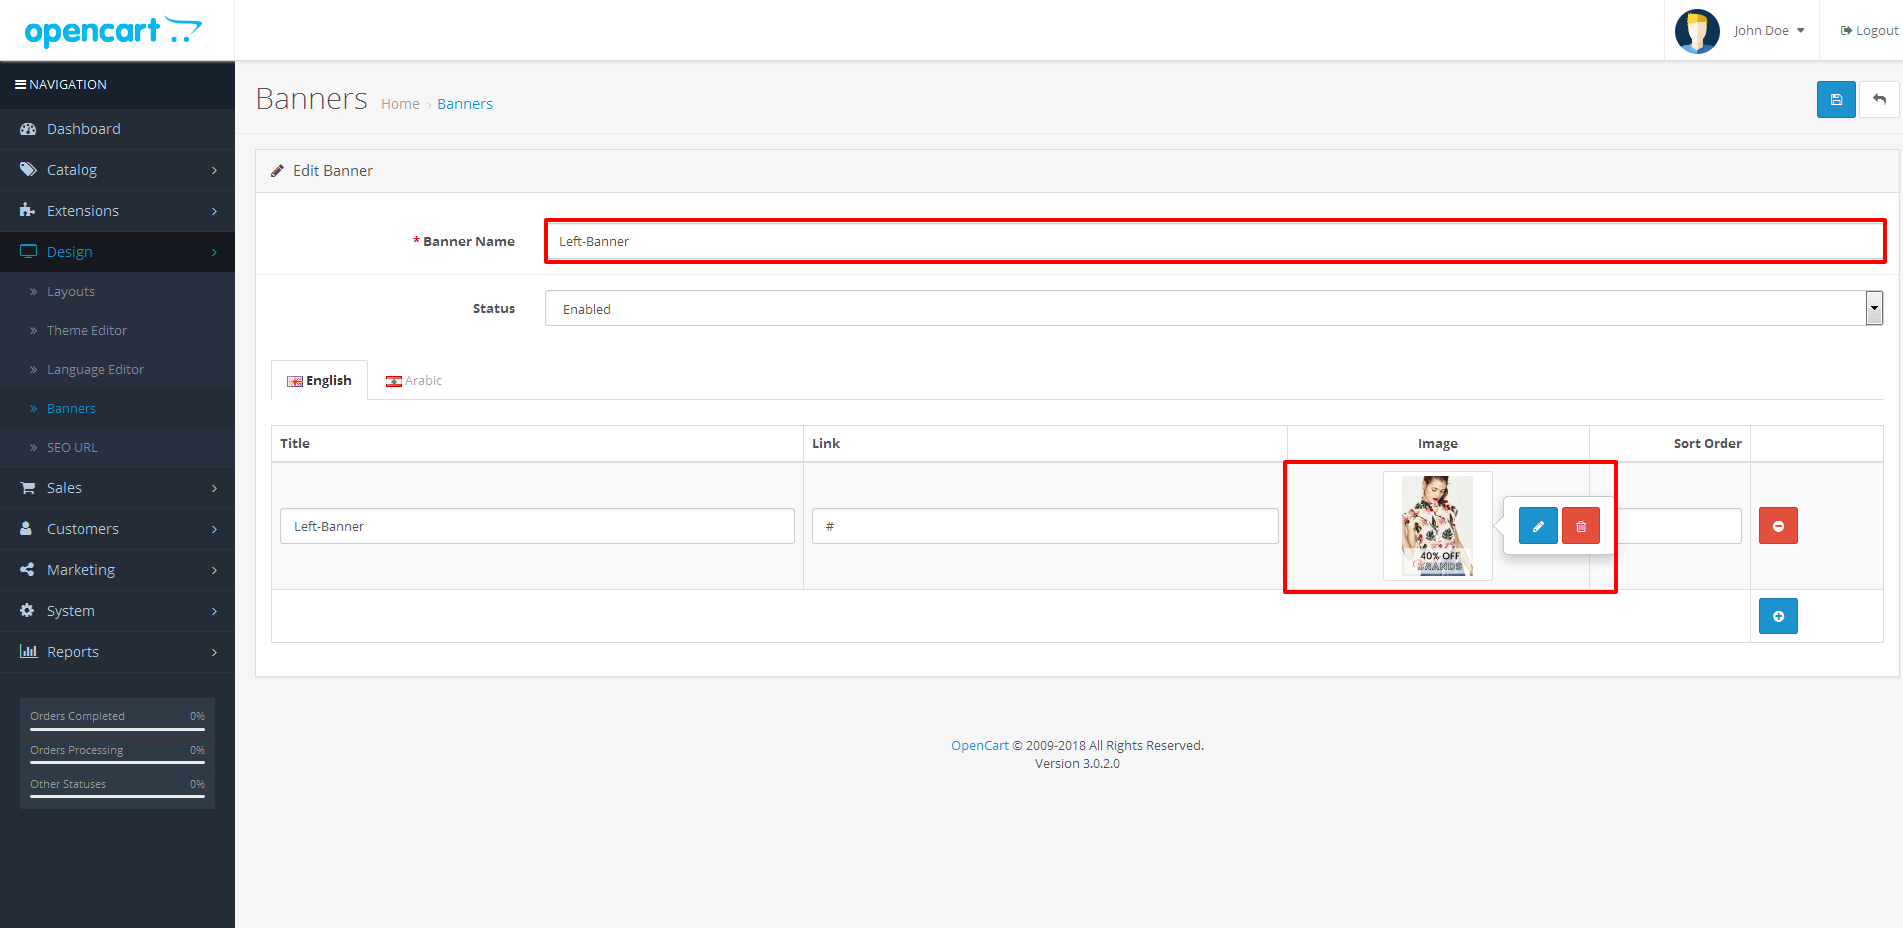 opencart
John Doe
Logout
NAVIGATION
Dashboard
Catalog
Extensions
Design
Layouts
Theme Editor
Language Editor
Banners
SEO URL
Sales
Customers
Marketing
System
Reports
Orders Completed 0%
Orders Processing 0%
Other Statuses 0%
Banners Home › Banners
Edit Banner
* Banner Name Left-Banner
Status Enabled
English Arabic
Title Link Image Sort Order
Left-Banner #
40% OFF
BRANDS
OpenCart © 2009-2018 All Rights Reserved.
Version 3.0.2.0